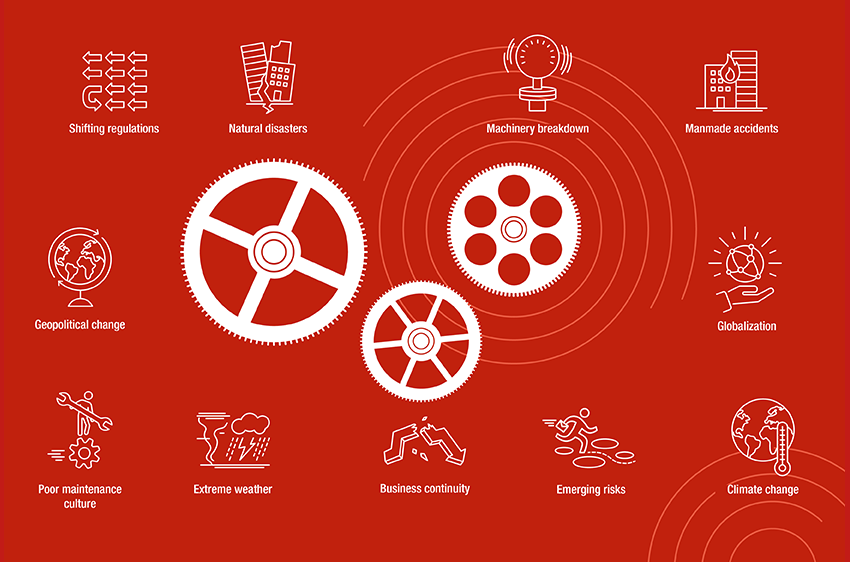 Shifting regulations
Natural disasters
Machinery breakdown
Manmade accidents
Geopolitical change
Globalization
Poor maintenance
culture
Extreme weather
Business continuity
Emerging risks
Climate change